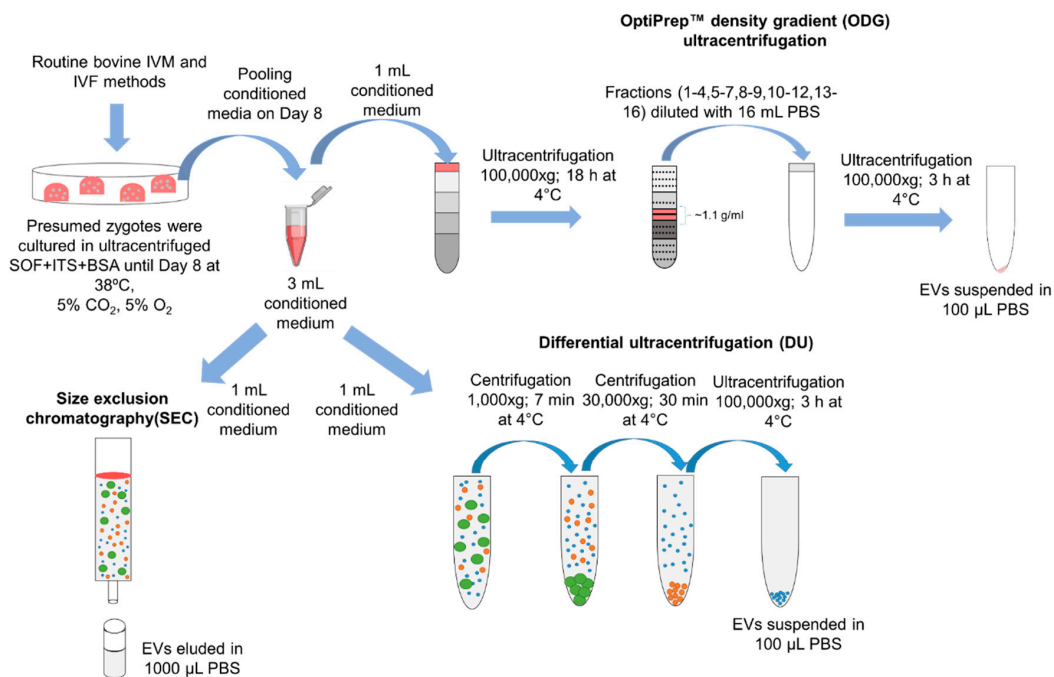 OptiPrep™ density gradient (ODG)
ultracentrifugation
Routine bovine IVM and
IVF methods
Pooling
conditioned
media on Day 8
1 mL
conditioned
medium
Fractions (1-4,5-7,8-9,10-12,13-
16) diluted with 16 mL PBS
Ultracentrifugation
100,000xg; 18 h at
4°C
~1.1 g/ml
Ultracentrifugation
100,000xg; 3 h at
4°C
Presumed zygotes were
cultured in ultracentrifuged
SOF+ITS+BSA until Day 8 at
38ºC,
5% CO₂, 5% O₂
3 mL
conditioned
medium
EVs suspended in
100 µL PBS
Differential ultracentrifugation (DU)
Size exclusion
chromatography(SEC)
1 mL
conditioned
medium
1 mL
conditioned
medium
Centrifugation
1,000xg; 7 min
at 4°C
Centrifugation
30,000xg; 30 min
at 4°C
Ultracentrifugation
100,000xg; 3 h at
4°C
EVs eluded in
1000 µL PBS
EVs suspended in
100 µL PBS